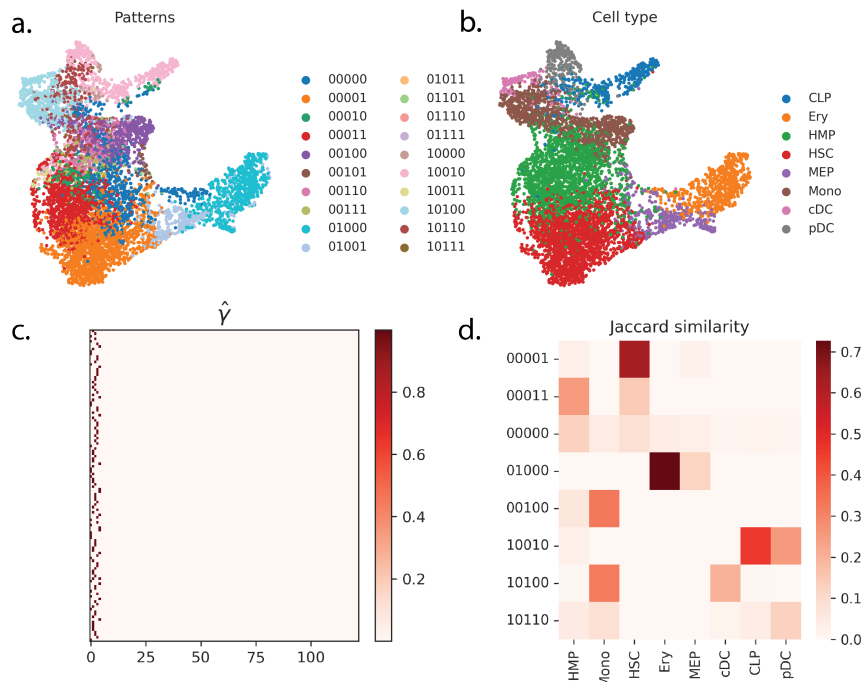 a.
Patterns
00000
00001
00010
00011
00100
00101
00110
00111
01000
01001
01011
01101
01110
01111
10000
10010
10011
10100
10110
10111
b.
Cell type
CLP
Ery
HMP
HSC
MEP
Mono
cDC
pDC
c.
γ̂
0.8
0.6
0.4
0.2
0 25 50 75 100
d.
Jaccard similarity
00001
00011
00000
01000
00100
10010
10100
10110
HMP Mono HSC Ery MEP cDC CLP pDC
0.7
0.6
0.5
0.4
0.3
0.2
0.1
0.0